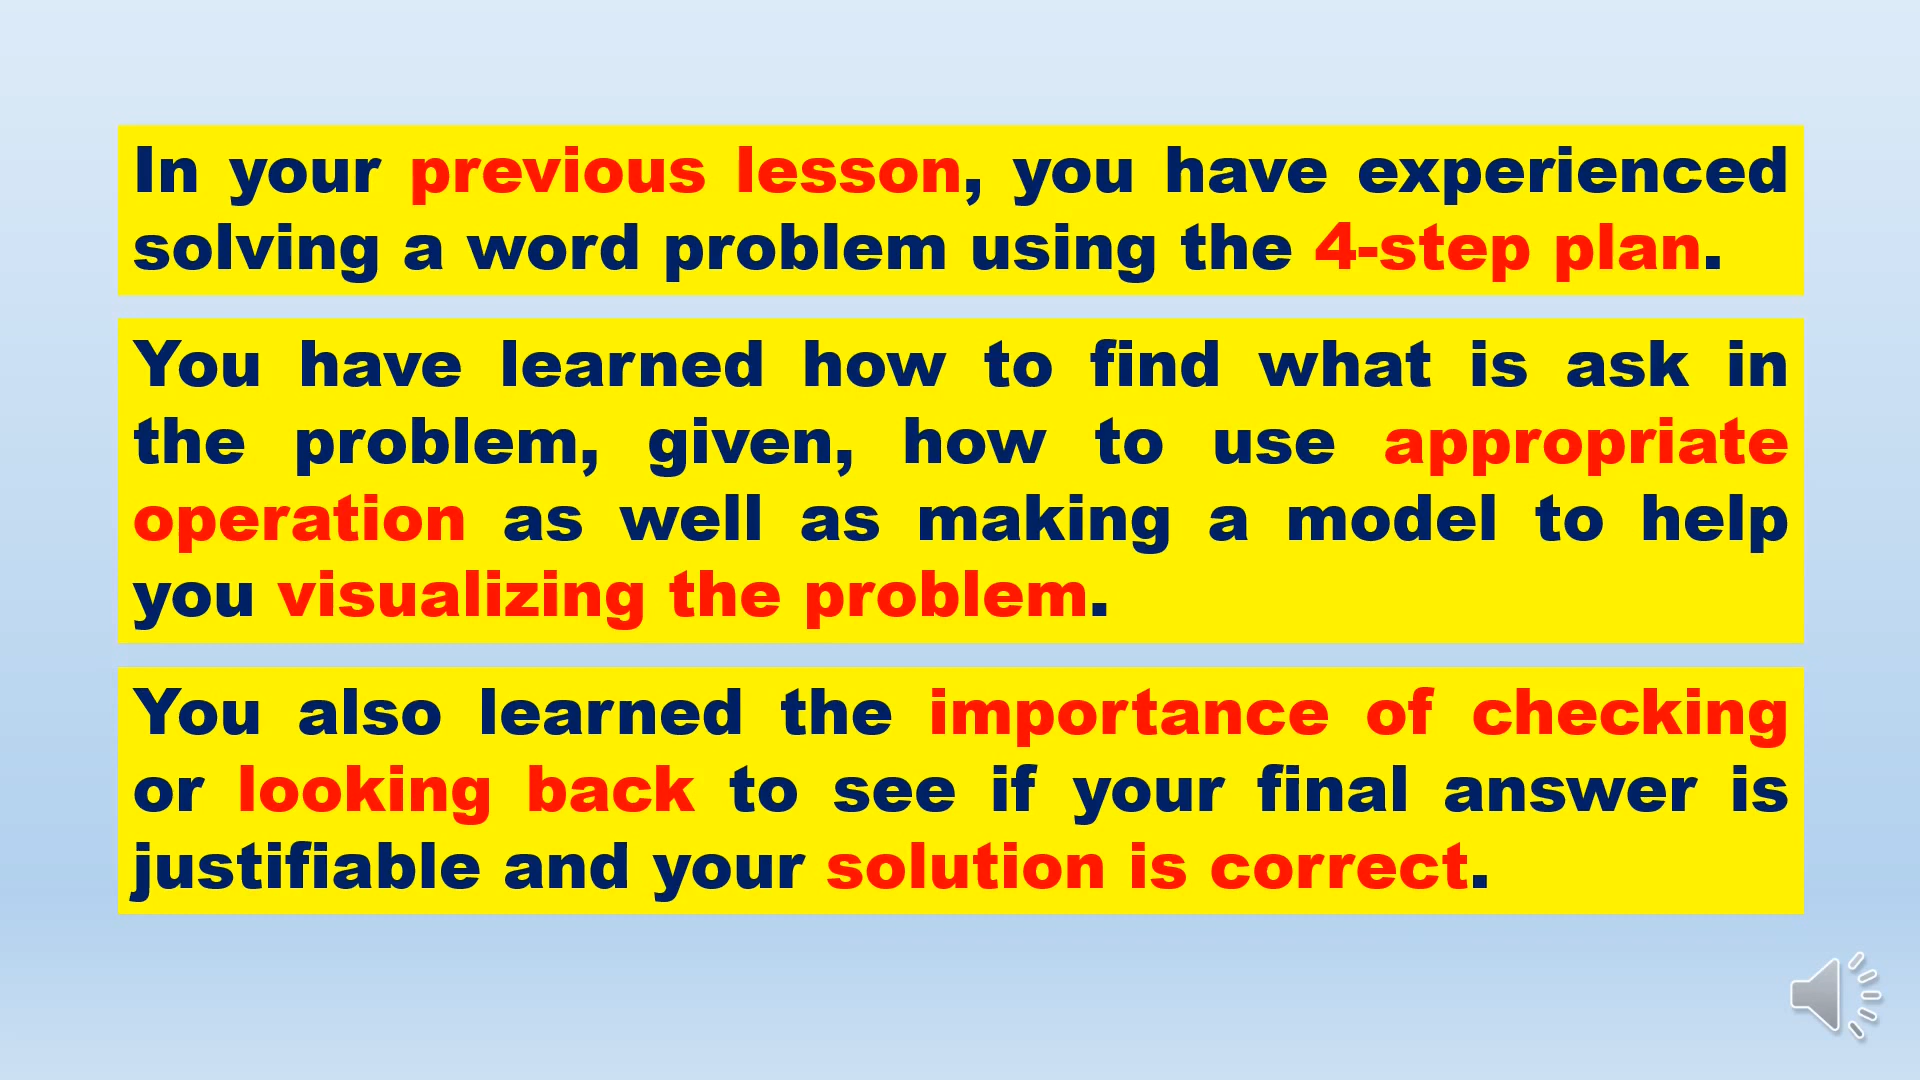 In your previous lesson, you have experienced
solving a word problem using the 4-step plan.
You have learned how to find what is ask in
the problem, given, how to use appropriate
operation as well as making a model to help
you visualizing the problem.
You also learned the importance of checking
or looking back to see if your final answer is
justifiable and your solution is correct.